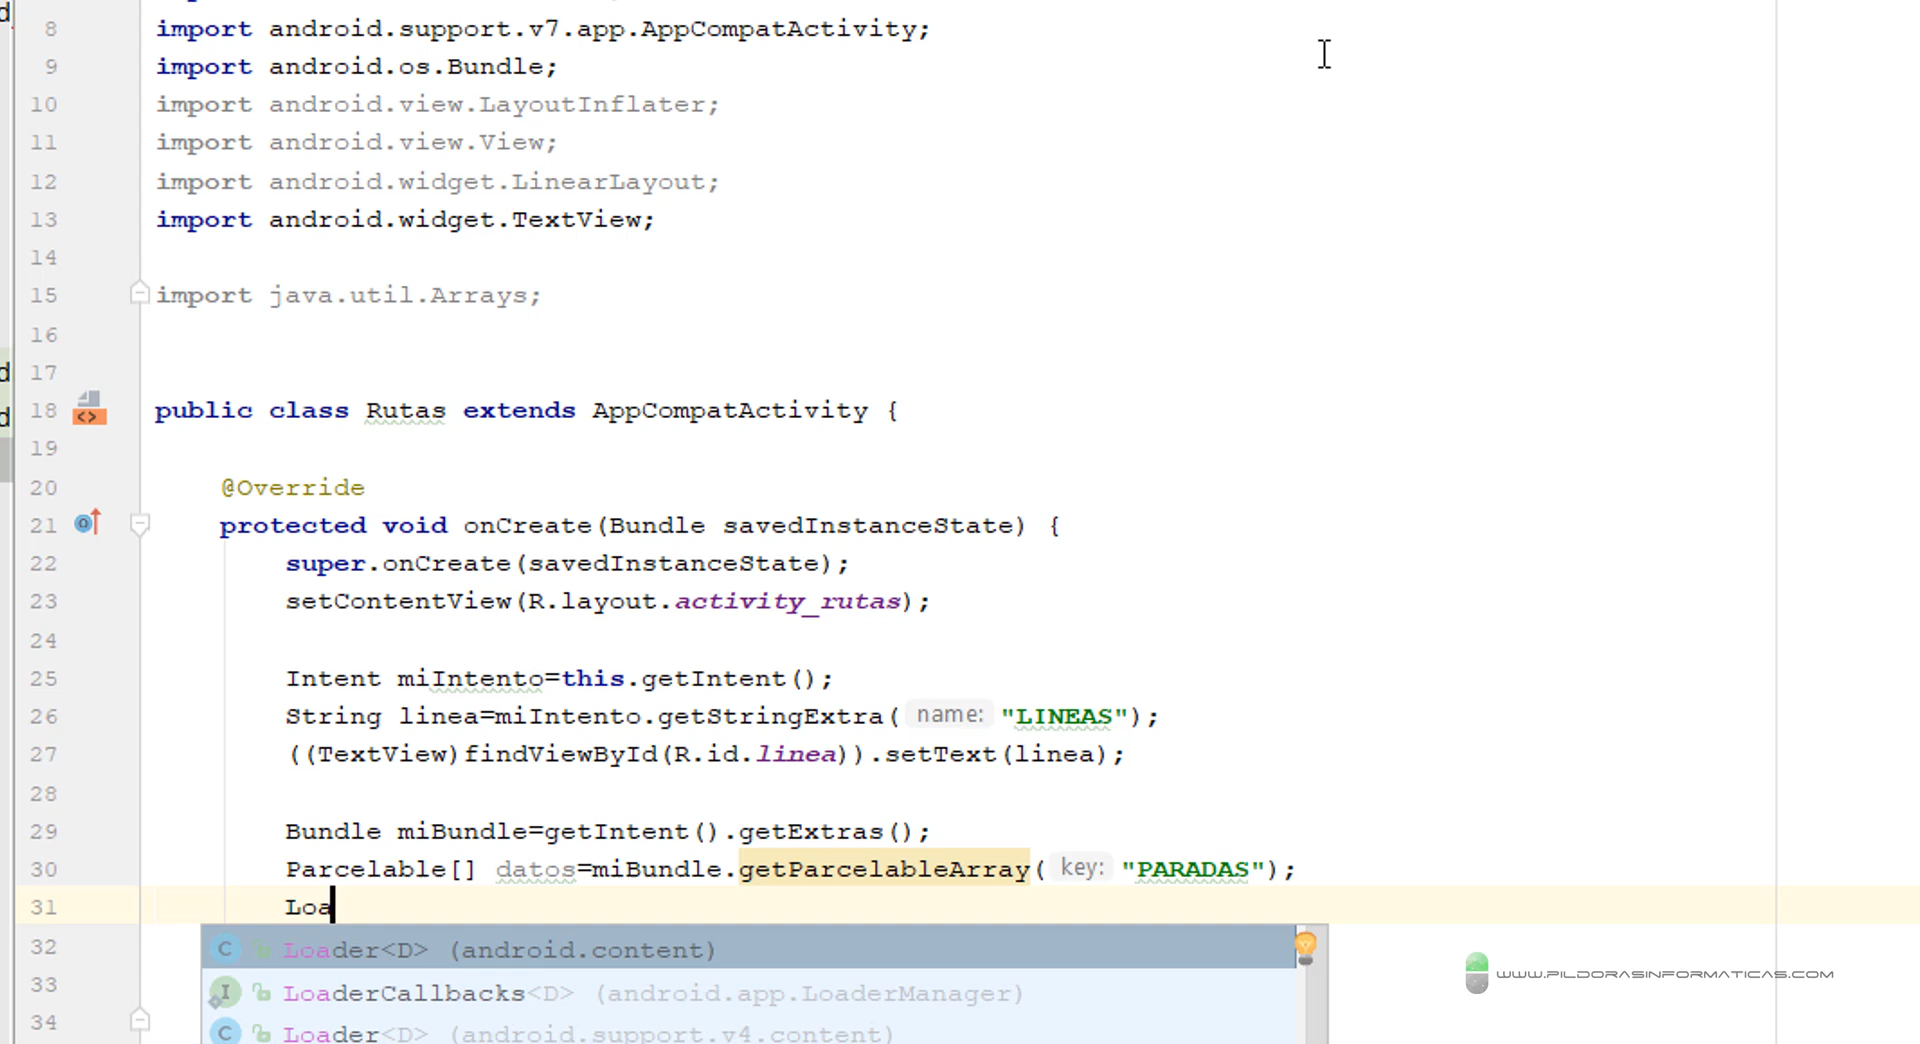 8 import android.support.v7.app.AppCompatActivity;
9 import android.os.Bundle;
10 import android.view.LayoutInflater;
11 import android.view.View;
12 import android.widget.LinearLayout;
13 import android.widget.TextView;
14
15 import java.util.Arrays;
16
17
18 public class Rutas extends AppCompatActivity {
19
20 @Override
21 protected void onCreate(Bundle savedInstanceState) {
22 super.onCreate(savedInstanceState);
23 setContentView(R.layout.activity_rutas);
24
25 Intent miIntento=this.getIntent();
26 String linea=miIntento.getStringExtra( name: "LINEAS");
27 ((TextView)findViewById(R.id.linea)).setText(linea);
28
29 Bundle miBundle=getIntent().getExtras();
30 Parcelable[] datos=miBundle.getParcelableArray( key: "PARADAS");
31 Loa
32 Loader<D> (android.content)
33 LoaderCallbacks<D> (android.app.LoaderManager)
34 Loader<D> (android.support.v4.content)
WWW.PILDORASINFORMATICAS.COM